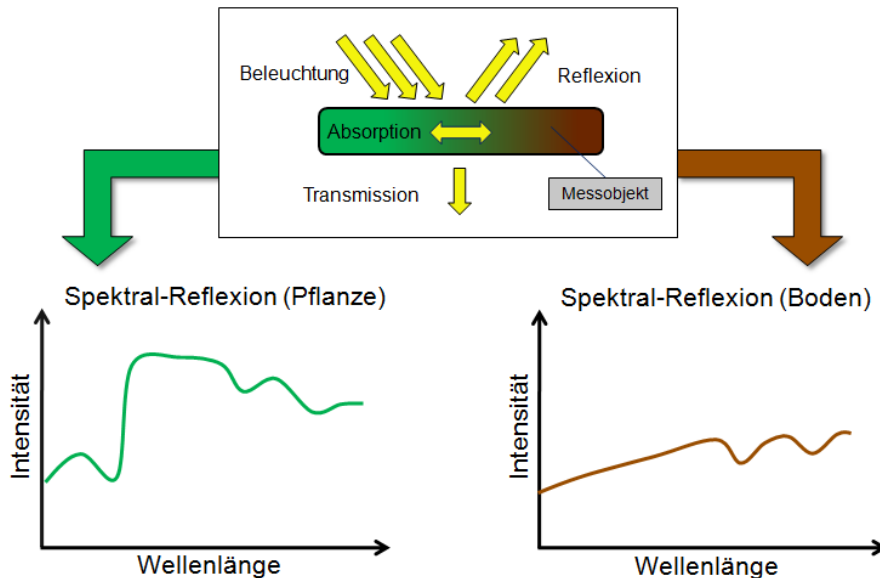 Beleuchtung
Reflexion
Absorption
Transmission
Messobjekt
Spektral-Reflexion (Pflanze)
Intensität
Wellenlänge
Spektral-Reflexion (Boden)
Intensität
Wellenlänge